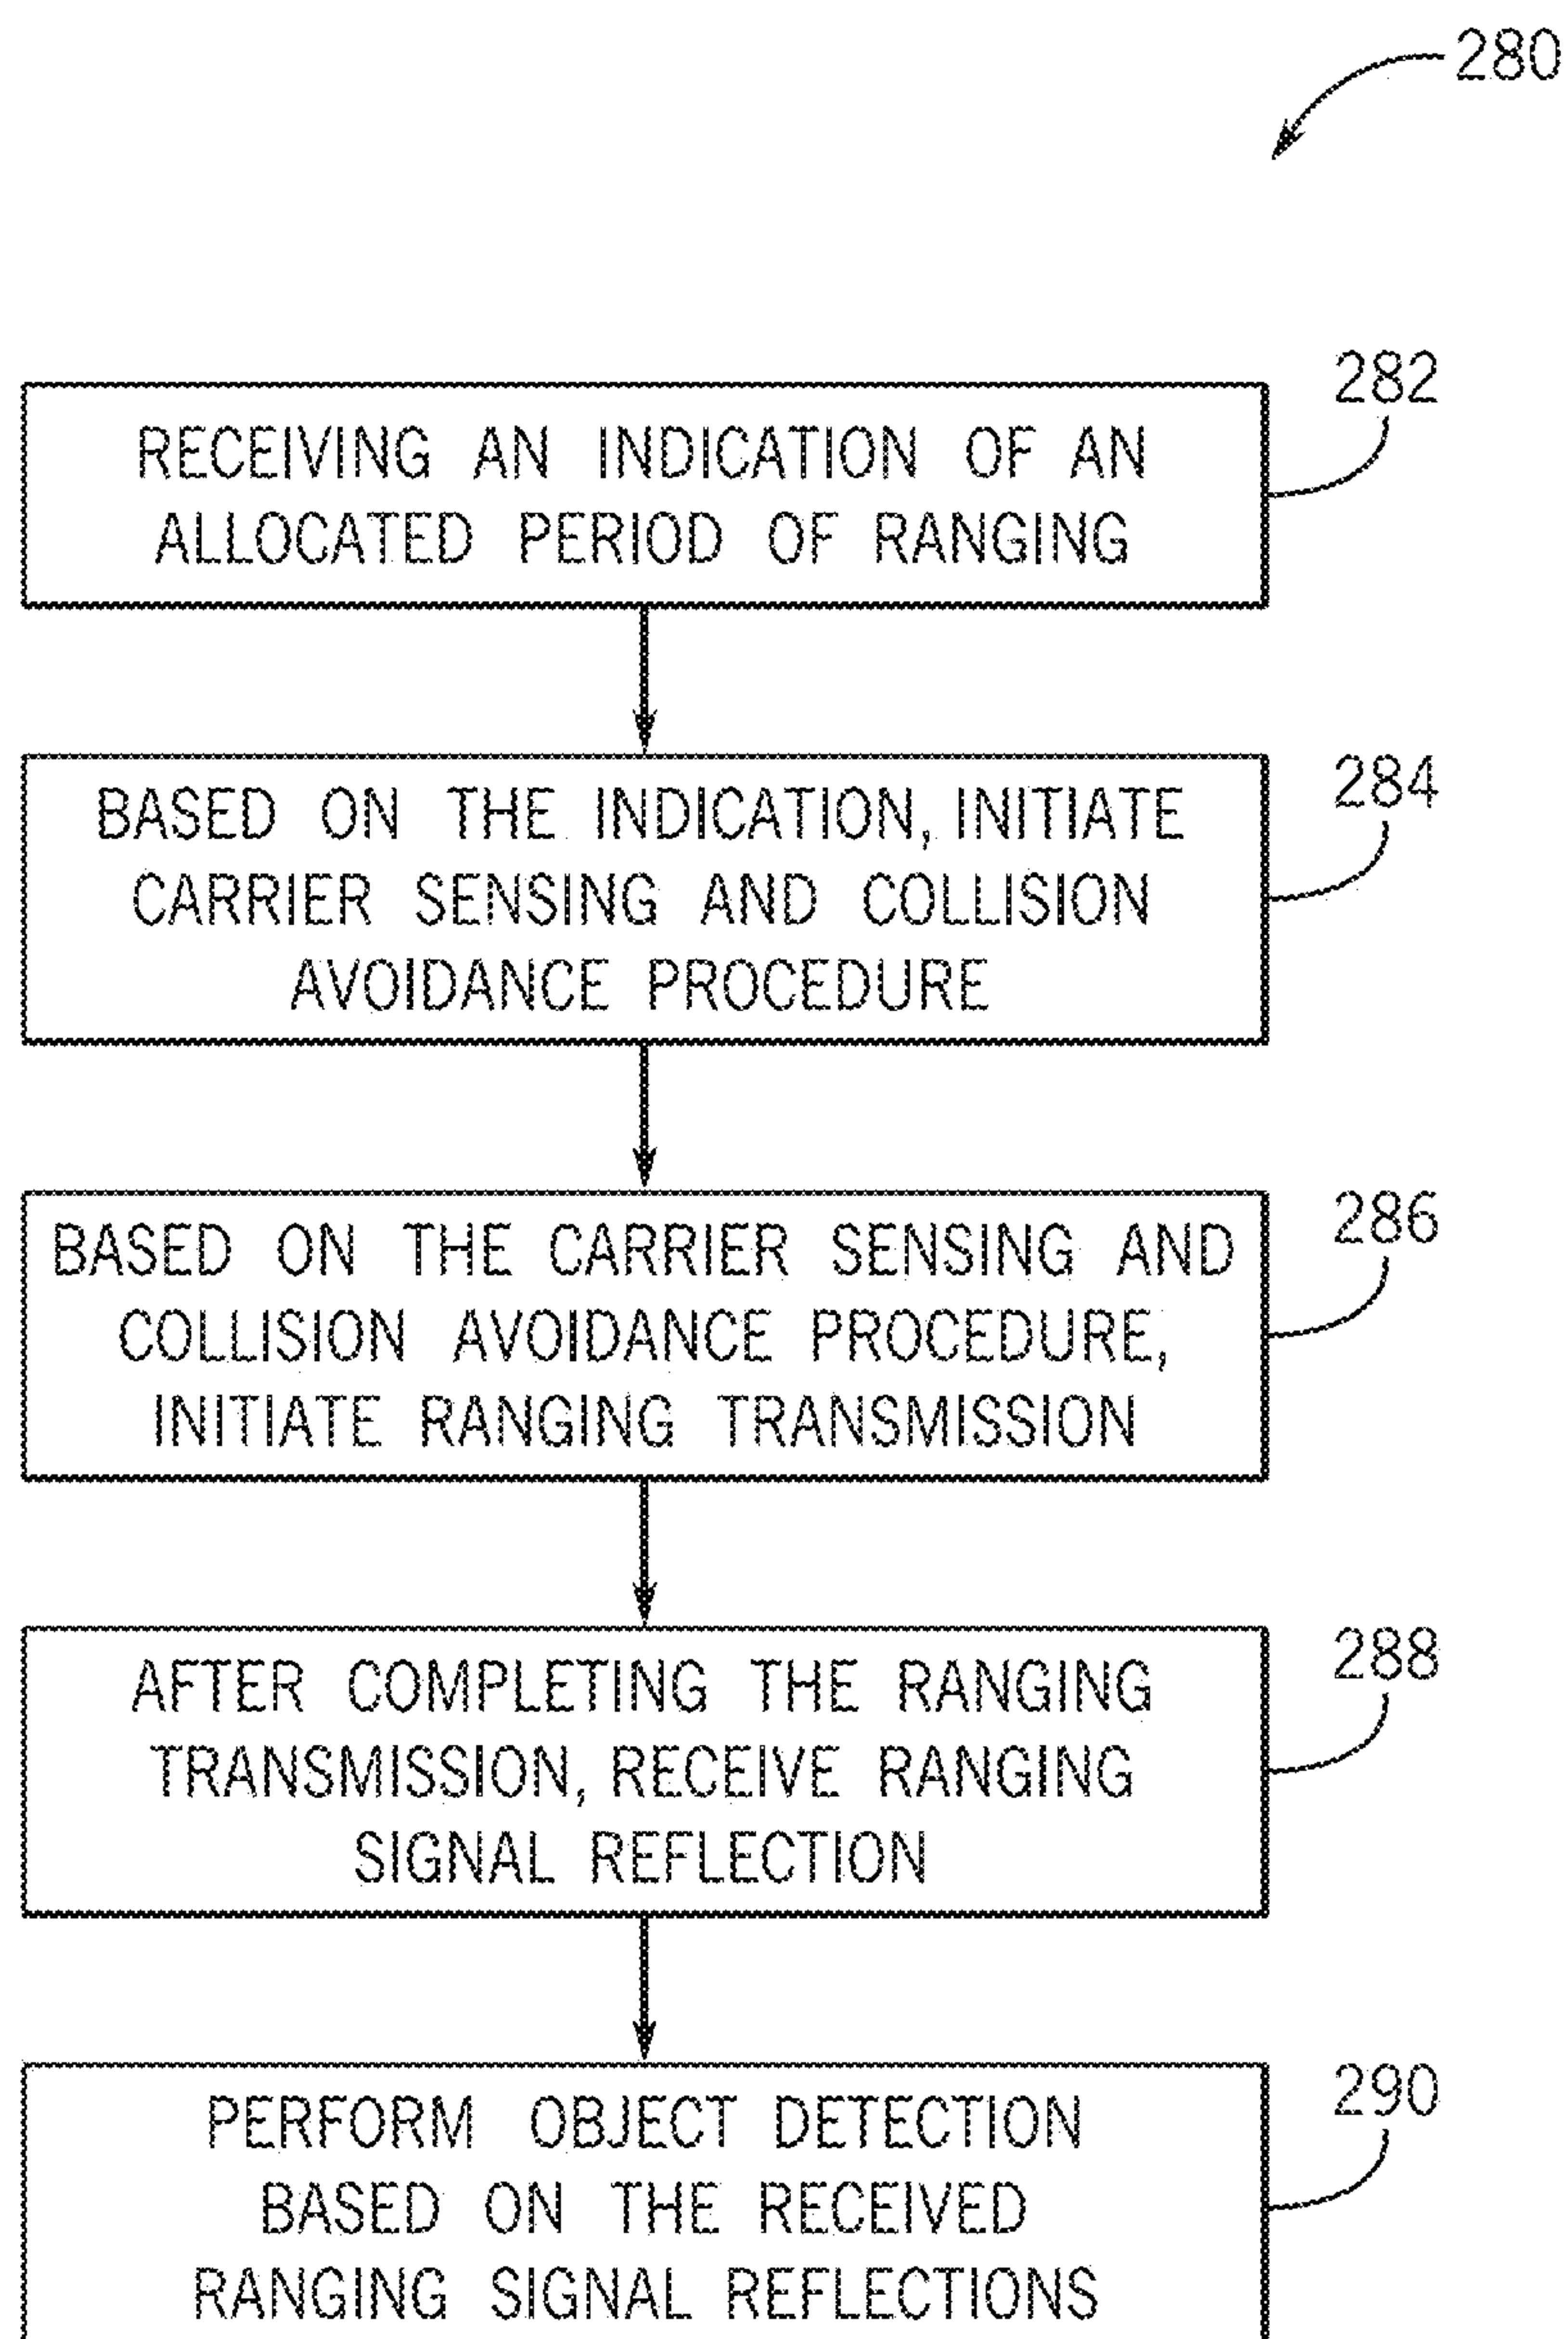 280
282
RECEIVING AN INDICATION OF AN
ALLOCATED PERIOD OF RANGING
284
BASED ON THE INDICATION, INITIATE
CARRIER SENSING AND COLLISION
AVOIDANCE PROCEDURE
286
BASED ON THE CARRIER SENSING AND
COLLISION AVOIDANCE PROCEDURE,
INITIATE RANGING TRANSMISSION
288
AFTER COMPLETING THE RANGING
TRANSMISSION, RECEIVE RANGING
SIGNAL REFLECTION
290
PERFORM OBJECT DETECTION
BASED ON THE RECEIVED
RANGING SIGNAL REFLECTIONS